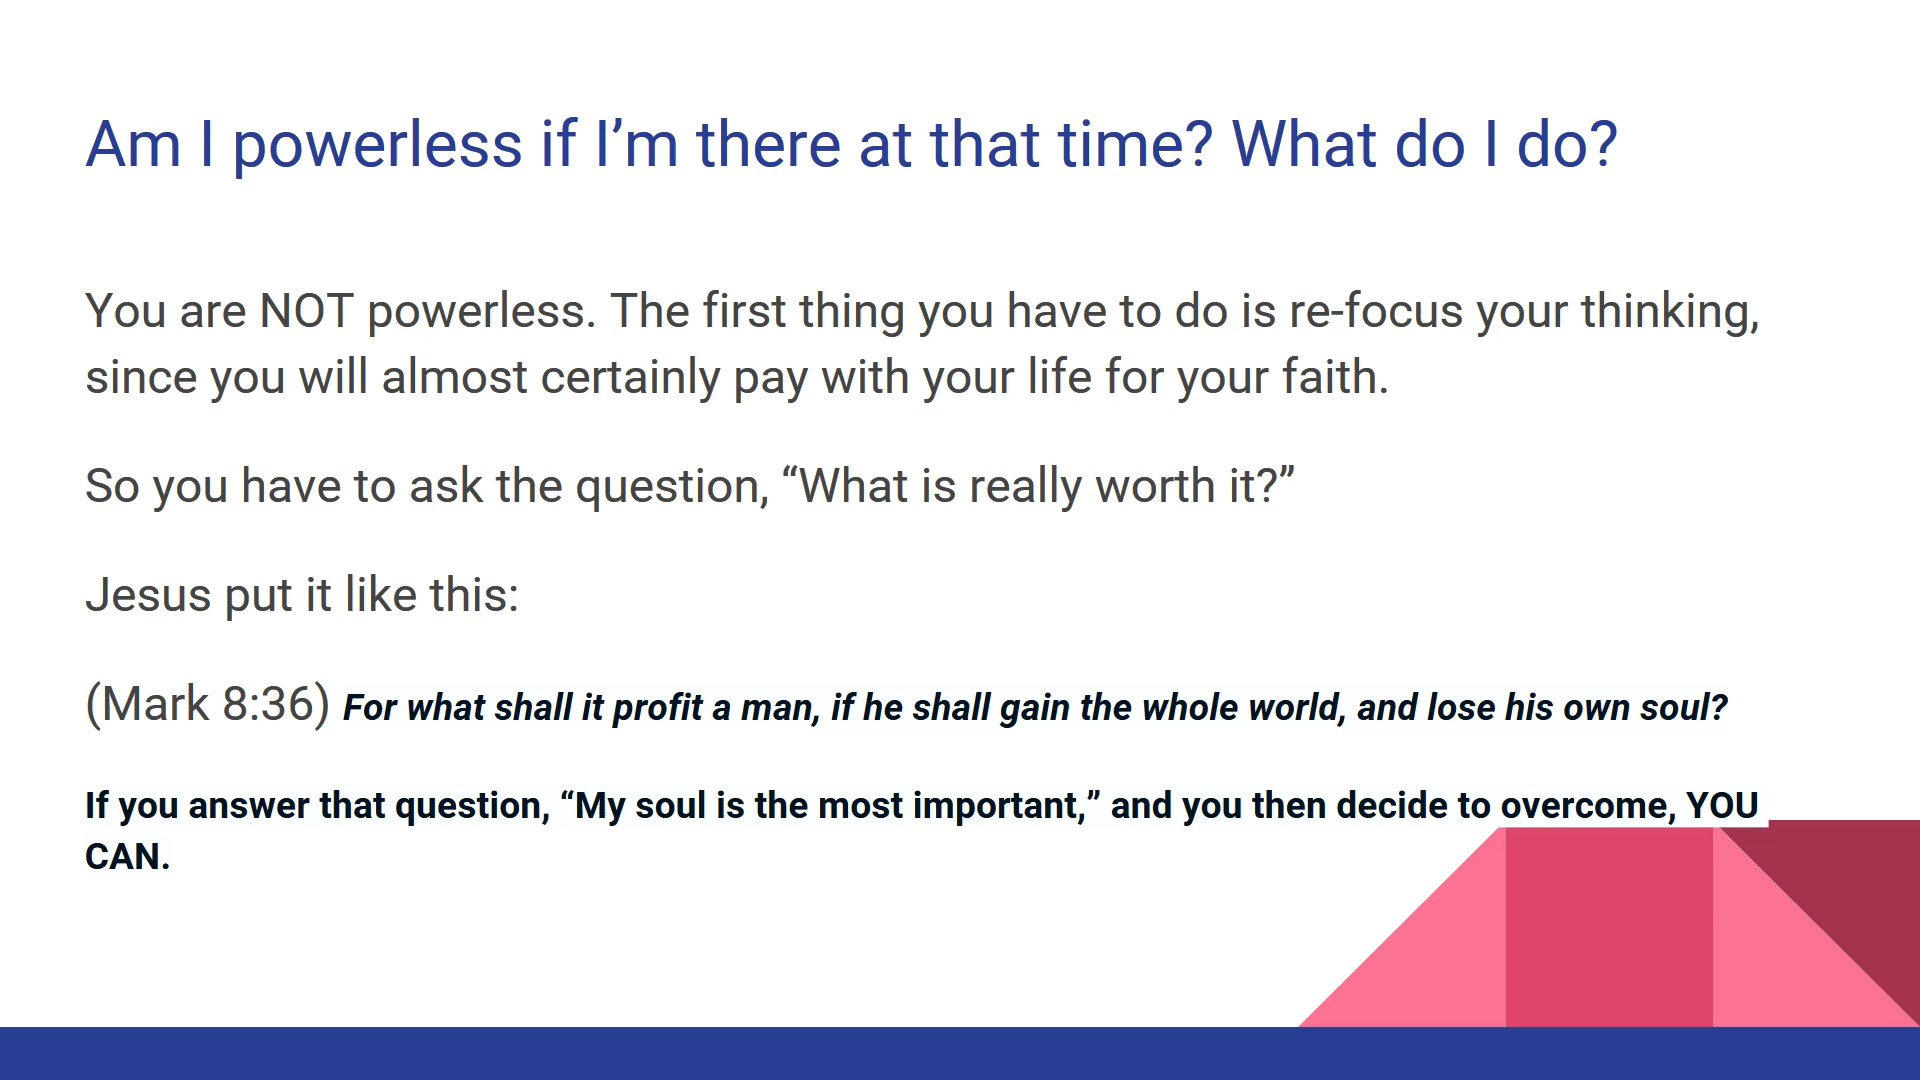 Am I powerless if I’m there at that time? What do I do?
You are NOT powerless. The first thing you have to do is re-focus your thinking,
since you will almost certainly pay with your life for your faith.
So you have to ask the question, “What is really worth it?”
Jesus put it like this:
(Mark 8:36) For what shall it profit a man, if he shall gain the whole world, and lose his own soul?
If you answer that question, “My soul is the most important,” and you then decide to overcome, YOU
CAN.